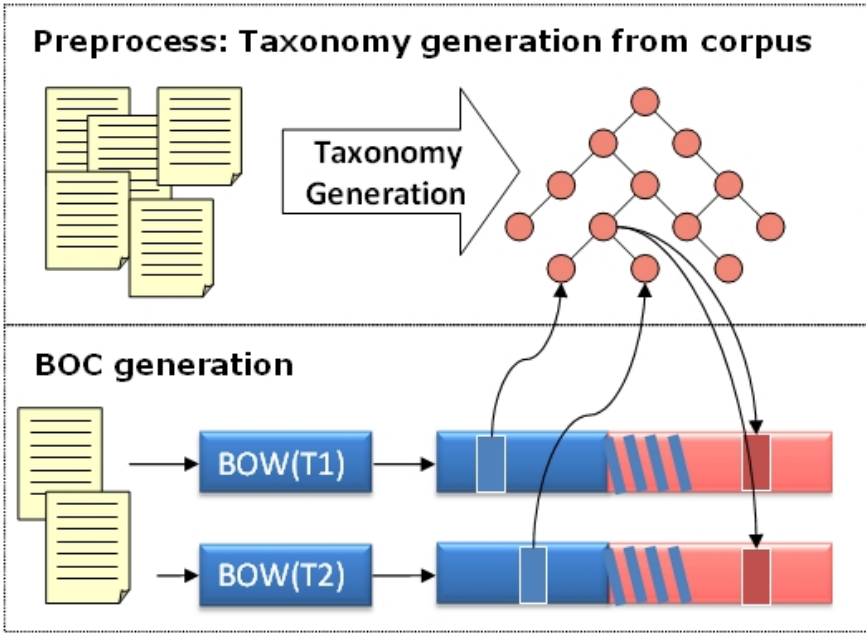 Preprocess: Taxonomy generation from corpus
Taxonomy
Generation
BOC generation
BOW(T1)
BOW(T2)